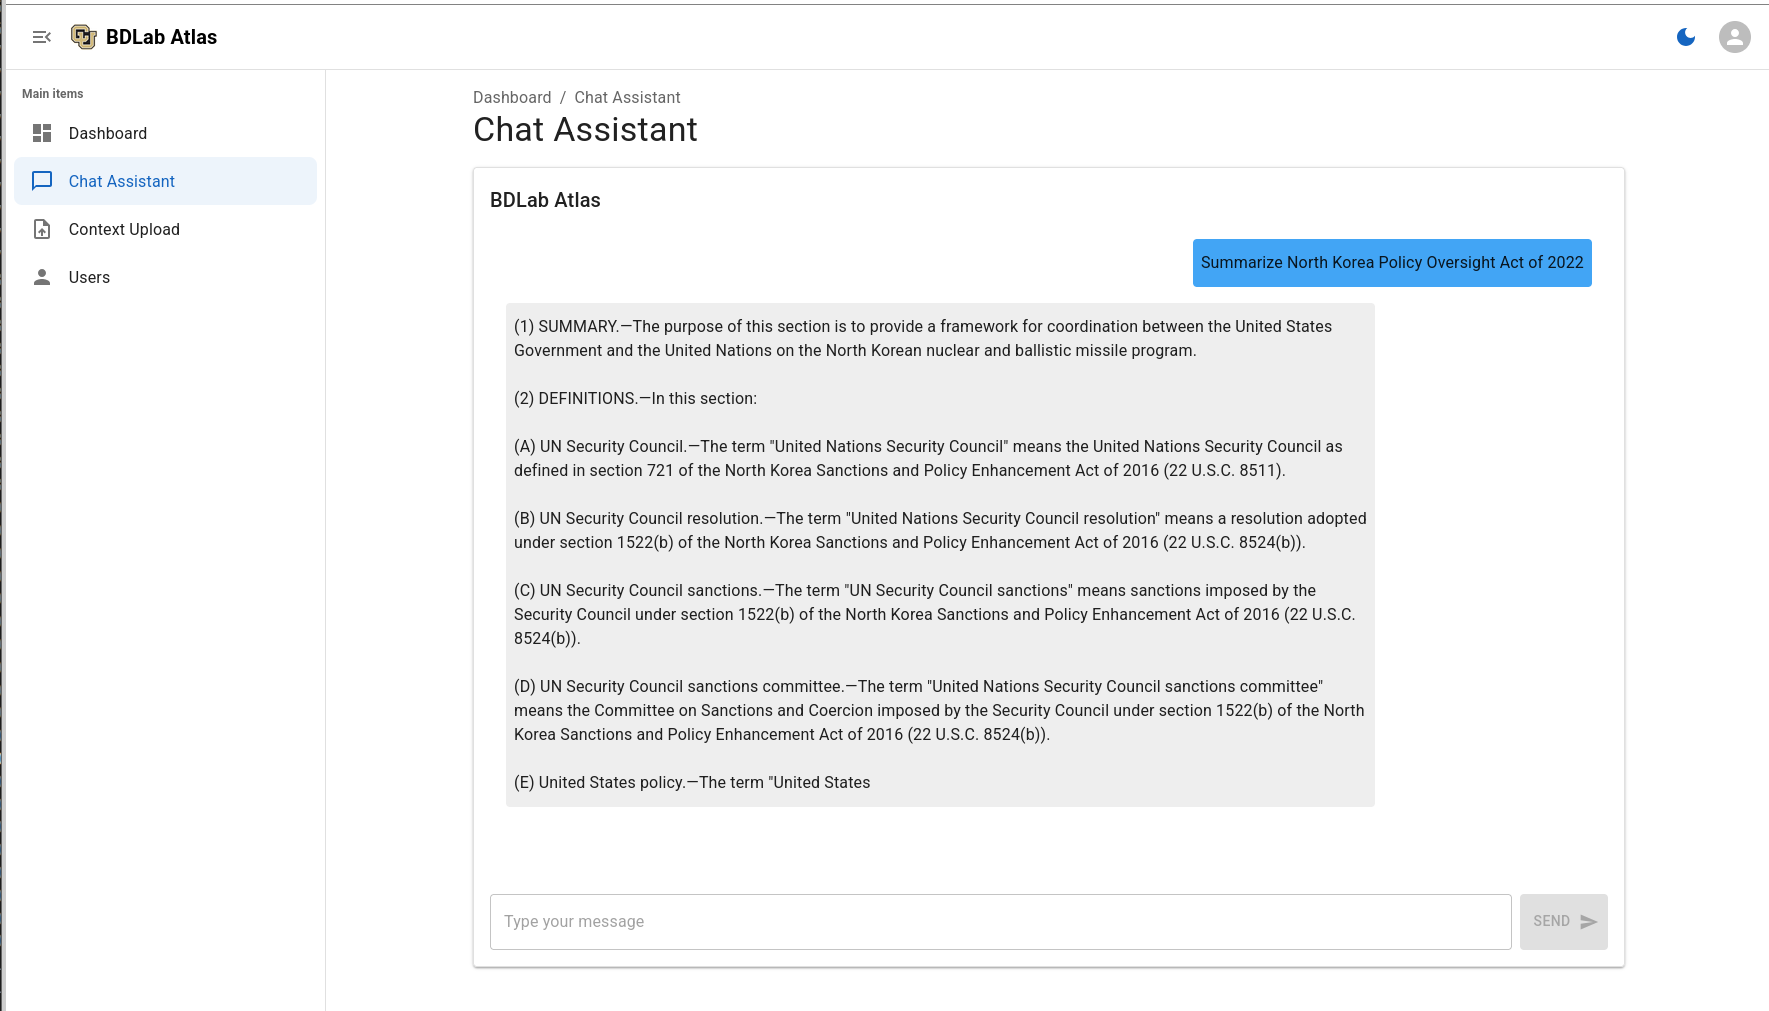 BDLab Atlas
Main items
Dashboard
Chat Assistant
Context Upload
Users
Dashboard / Chat Assistant
Chat Assistant
BDLab Atlas
Summarize North Korea Policy Oversight Act of 2022
(1) SUMMARY.—The purpose of this section is to provide a framework for coordination between the United States
Government and the United Nations on the North Korean nuclear and ballistic missile program.
(2) DEFINITIONS.—In this section:
(A) UN Security Council.—The term "United Nations Security Council" means the United Nations Security Council as
defined in section 721 of the North Korea Sanctions and Policy Enhancement Act of 2016 (22 U.S.C. 8511).
(B) UN Security Council resolution.—The term "United Nations Security Council resolution" means a resolution adopted
under section 1522(b) of the North Korea Sanctions and Policy Enhancement Act of 2016 (22 U.S.C. 8524(b)).
(C) UN Security Council sanctions.—The term "UN Security Council sanctions" means sanctions imposed by the
Security Council under section 1522(b) of the North Korea Sanctions and Policy Enhancement Act of 2016 (22 U.S.C.
8524(b)).
(D) UN Security Council sanctions committee.—The term "United Nations Security Council sanctions committee"
means the Committee on Sanctions and Coercion imposed by the Security Council under section 1522(b) of the North
Korea Sanctions and Policy Enhancement Act of 2016 (22 U.S.C. 8524(b)).
(E) United States policy.—The term "United States
Type your message
SEND